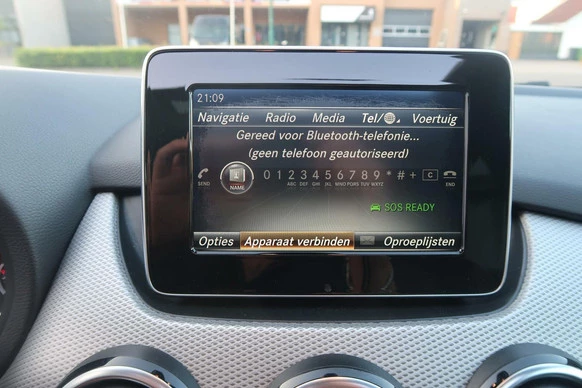 21:09
Navigatie Radio Media Tel/ Voertuig
Gereed voor Bluetooth-telefonie...
(geen telefoon geautoriseerd)
0 1 2 3 4 5 6 7 8 9 * # + C
SEND NAME ABC DEF GHI JKL MNO PQR TUV WXYZ END
SOS READY
Opties Apparaat verbinden Oproeplijsten